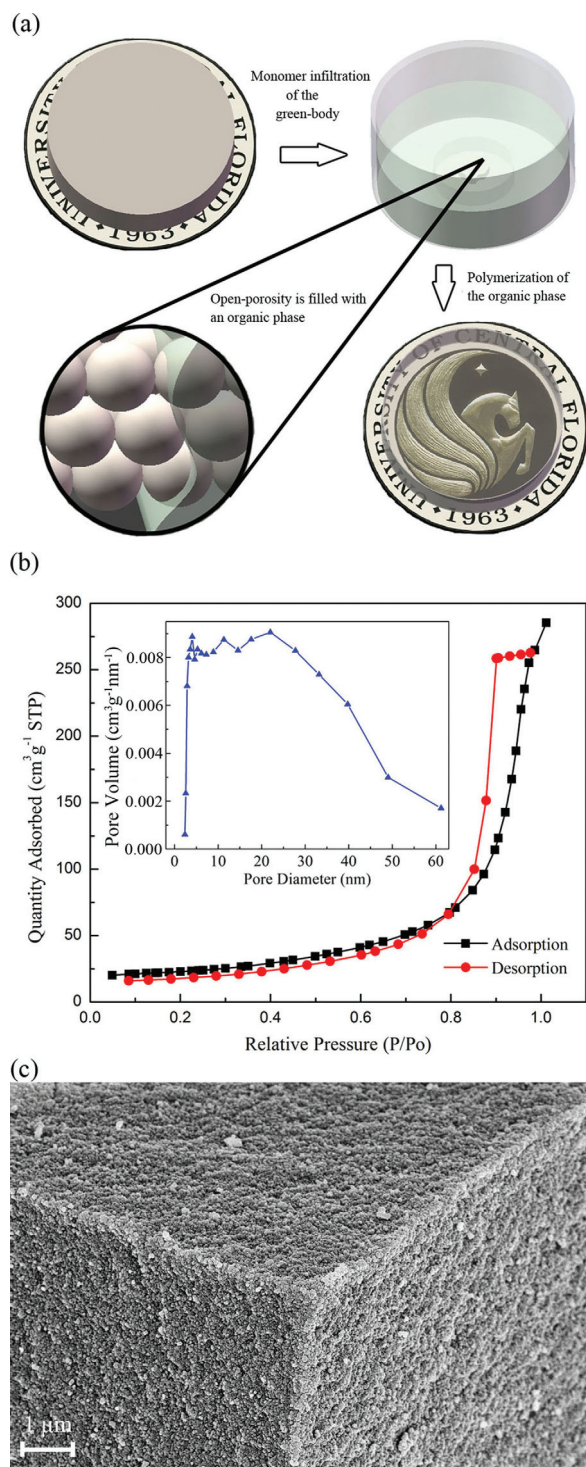 (a)
Monomer infiltration
of the
green-body
UNIVERSITY
RAL FLORIDA
1963
Open-porosity is filled with
an organic phase
Polymerization of
the organic phase
UNIVERSITY OF CENTRAL FLORIDA
1963
(b)
Quantity Adsorbed (cm³g⁻¹ STP)
300
250
200
150
100
50
0
Pore Volume (cm³g⁻¹nm⁻¹)
0.008
0.006
0.004
0.002
0.000
0 10 20 30 40 50 60
Pore Diameter (nm)
Adsorption
Desorption
0.0 0.2 0.4 0.6 0.8 1.0
Relative Pressure (P/Po)
(c)
1 μm